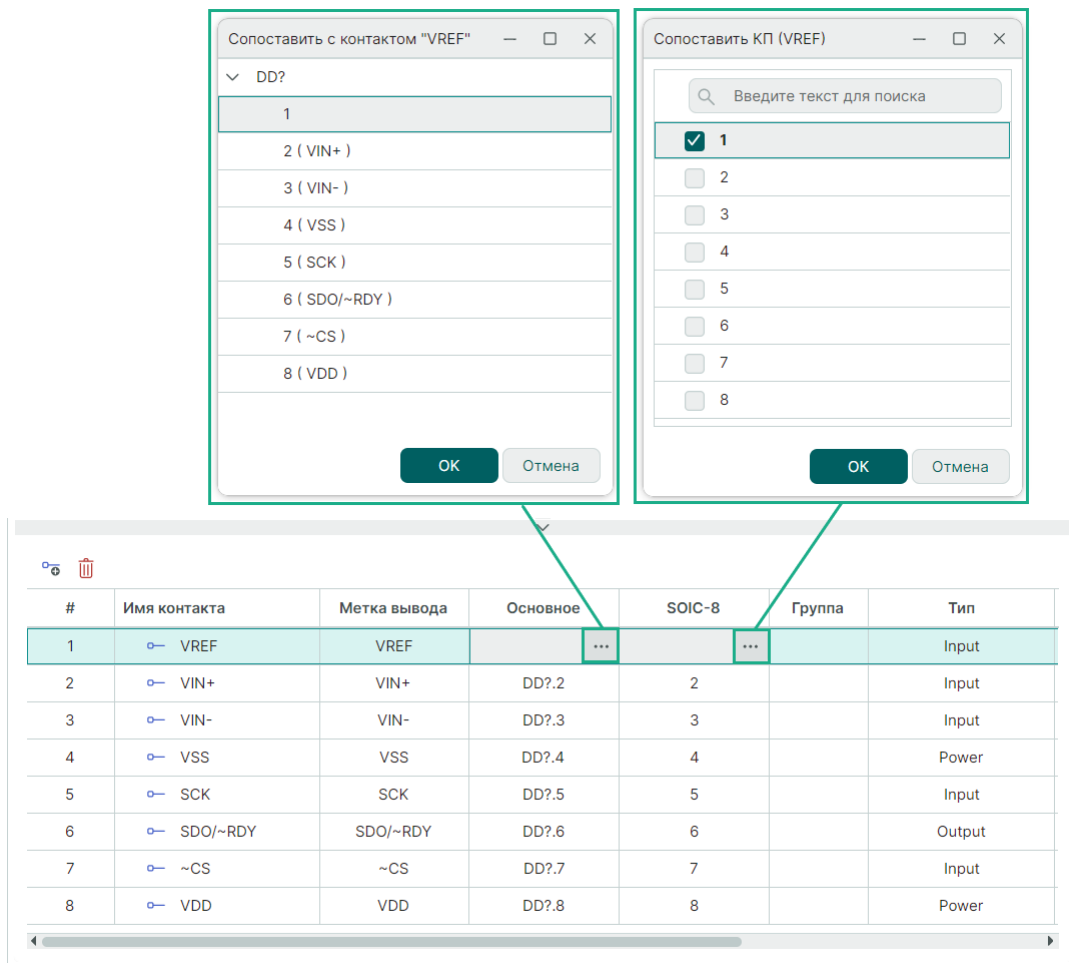 Сопоставить с контактом "VREF"
DD?
1
2 ( VIN+ )
3 ( VIN- )
4 ( VSS )
5 ( SCK )
6 ( SDO/~RDY )
7 ( ~CS )
8 ( VDD )
OK Отмена
Сопоставить КП (VREF)
Введите текст для поиска
1
2
3
4
5
6
7
8
OK Отмена
# Имя контакта Метка вывода Основное SOIC-8 Группа Тип
1 VREF VREF ... ... Input
2 VIN+ VIN+ DD?.2 2 Input
3 VIN- VIN- DD?.3 3 Input
4 VSS VSS DD?.4 4 Power
5 SCK SCK DD?.5 5 Input
6 SDO/~RDY SDO/~RDY DD?.6 6 Output
7 ~CS ~CS DD?.7 7 Input
8 VDD VDD DD?.8 8 Power